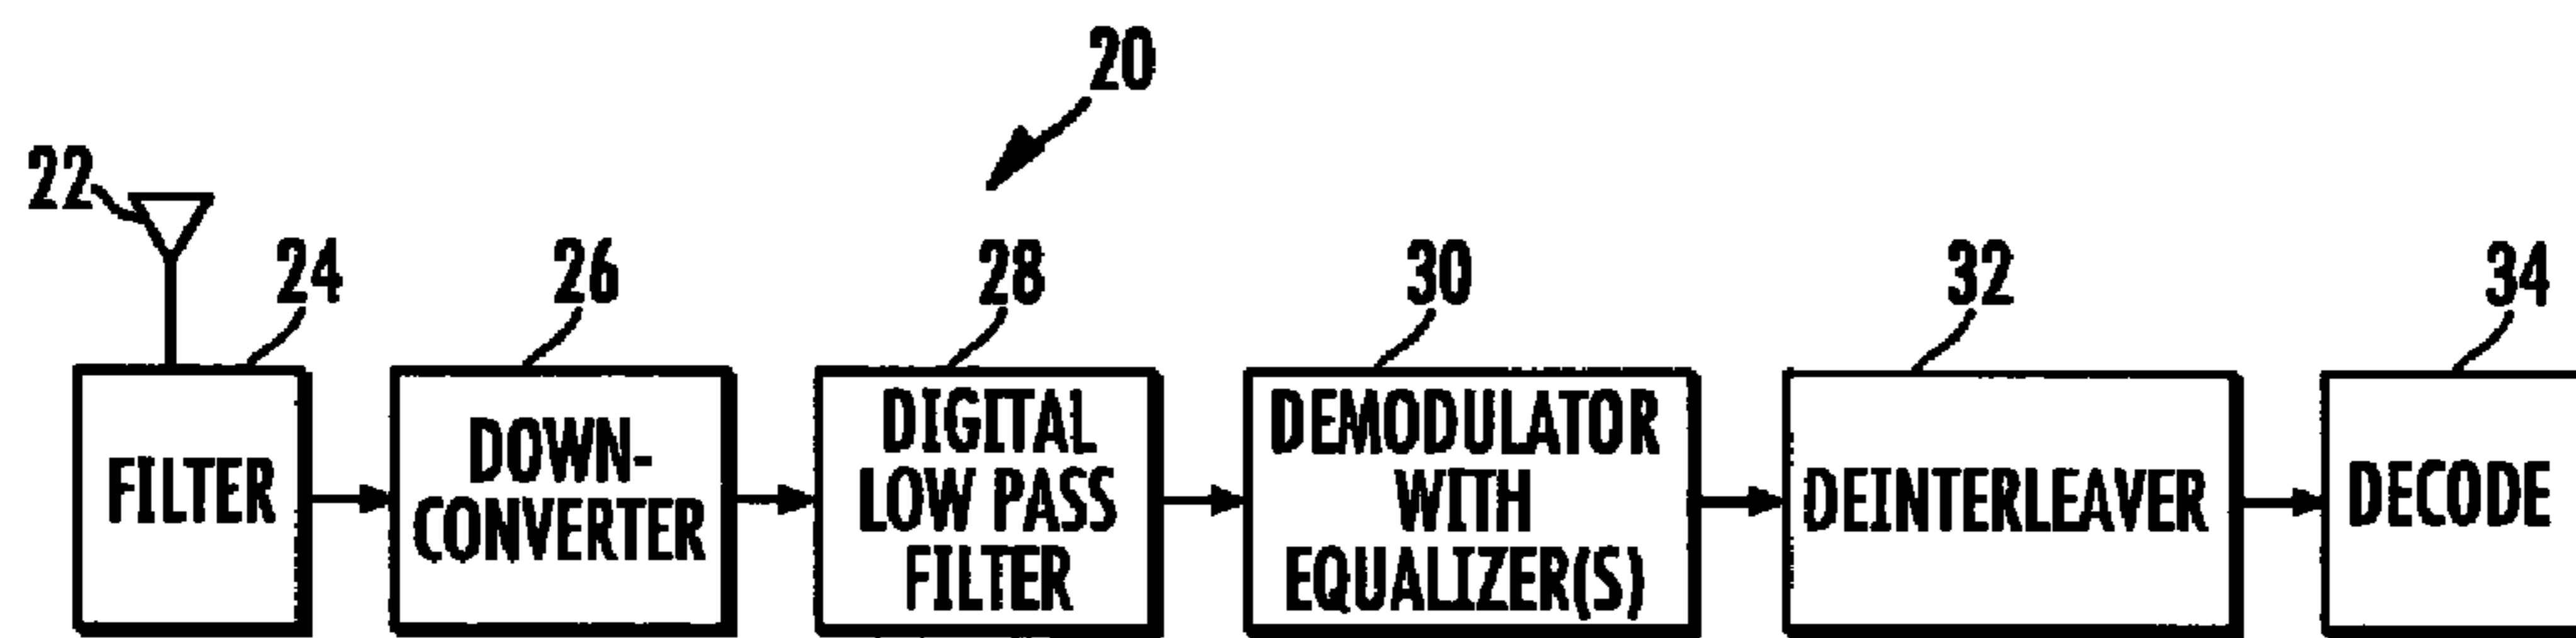 20
22
24
26
28
30
32
34
FILTER
DOWN-
CONVERTER
DIGITAL
LOW PASS
FILTER
DEMODULATOR
WITH
EQUALIZER(S)
DEINTERLEAVER
DECODE